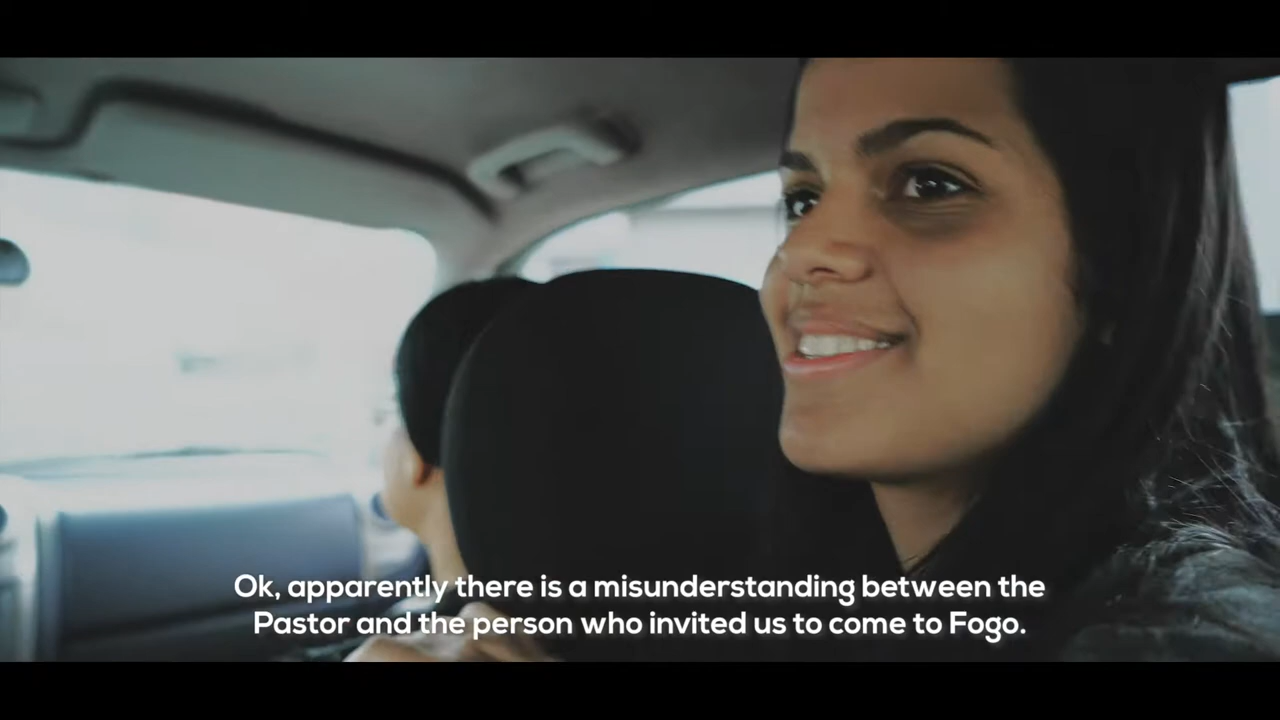 Ok, apparently there is a misunderstanding between the
Pastor and the person who invited us to come to Fogo.